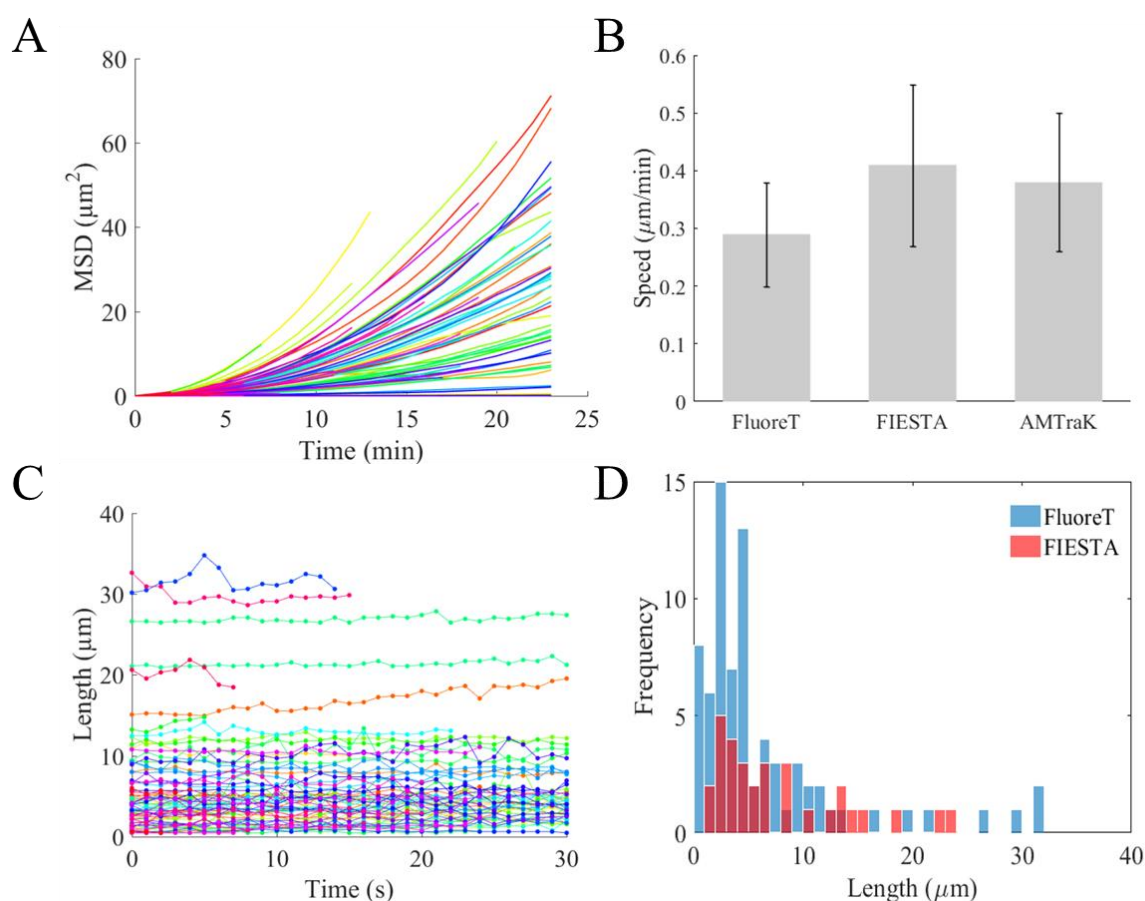 A
80
60
40
20
0
MSD (μm²)
0 5 10 15 20 25
Time (min)
B
0.6
0.5
0.4
0.3
0.2
0.1
0
Speed (μm/min)
FluoreT FIESTA AMTraK
C
40
30
20
10
0
Length (μm)
0 10 20 30
Time (s)
D
15
10
5
0
Frequency
FluoreT
FIESTA
0 10 20 30 40
Length (μm)